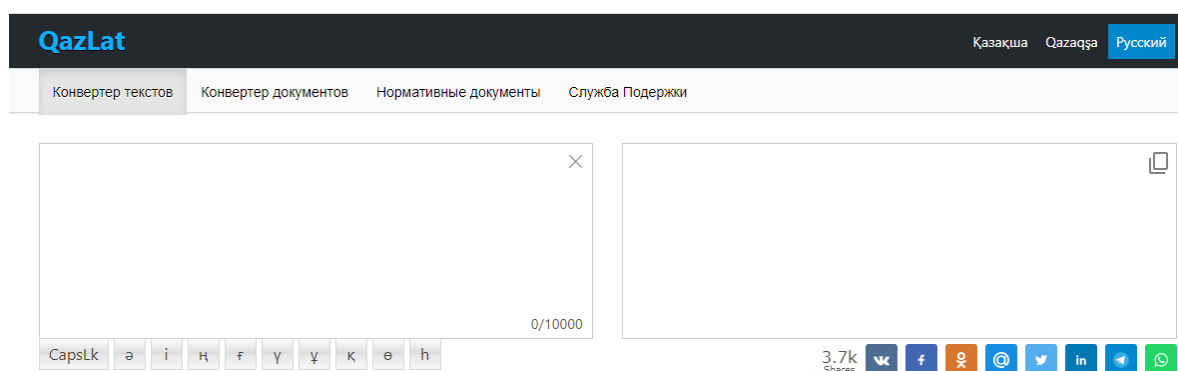 QazLat Қазақша Qazaqşa Русский
Конвертер текстов Конвертер документов Нормативные документы Служба Подержки
0/10000
CapsLk ə і ң ғ ү ұ қ ө һ
3.7k
Shares